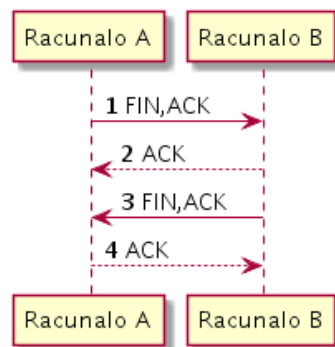 Racunalo A Racunalo B
1 FIN,ACK
2 ACK
3 FIN,ACK
4 ACK
Racunalo A Racunalo B